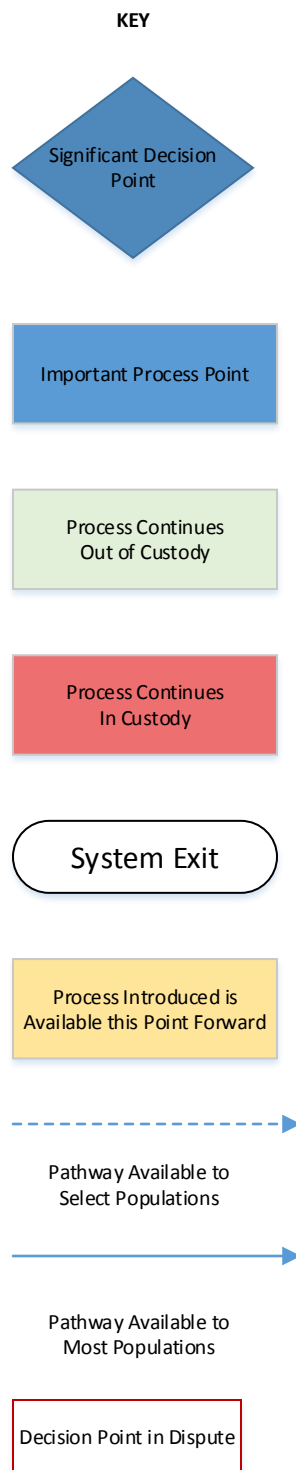 KEY
Significant Decision
Point
Important Process Point
Process Continues
Out of Custody
Process Continues
In Custody
System Exit
Process Introduced is
Available this Point Forward
Pathway Available to
Select Populations
Pathway Available to
Most Populations
Decision Point in Dispute